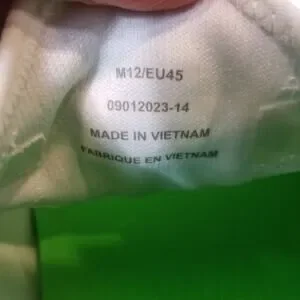 M12/EU45
09012023-14
MADE IN VIETNAM
FABRIQUE EN VIETNAM